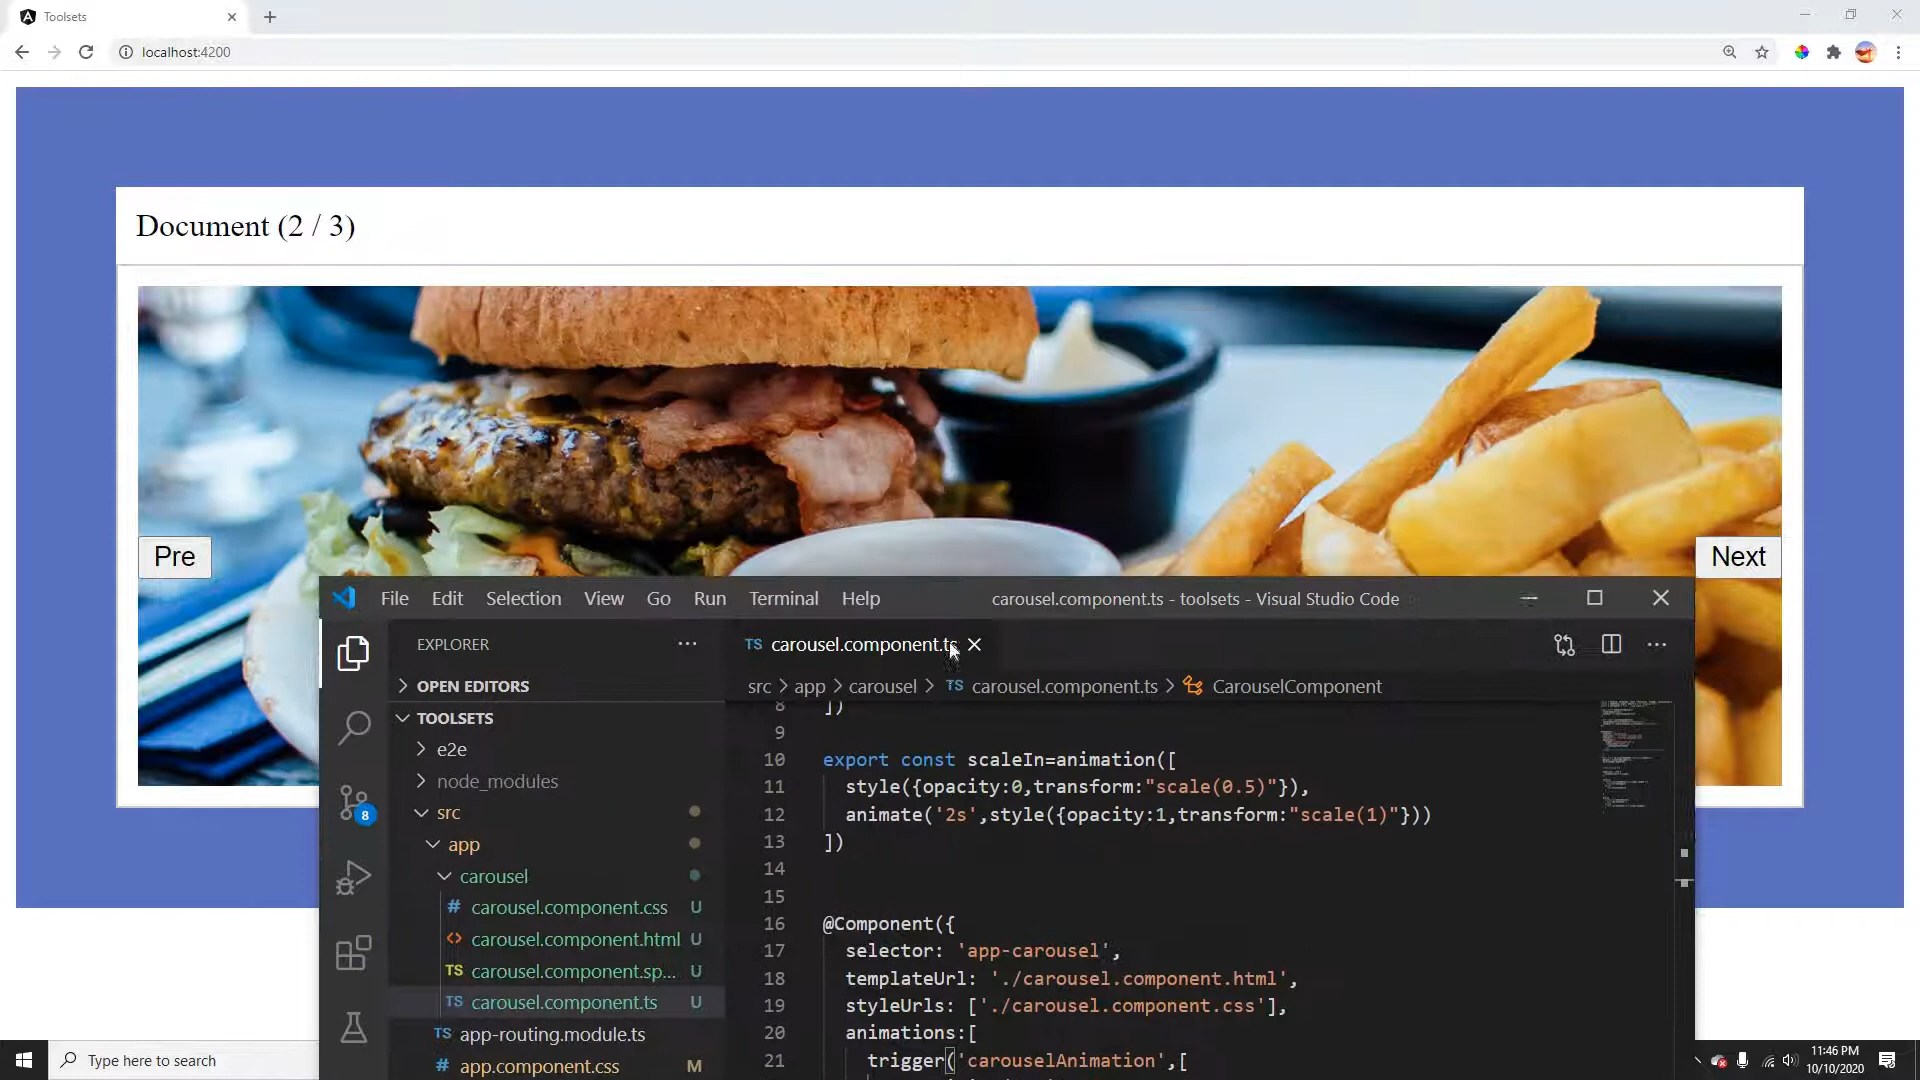 Toolsets
localhost:4200
Document (2 / 3)
Pre
Next
File Edit Selection View Go Run Terminal Help
carousel.component.ts - toolsets - Visual Studio Code
EXPLORER
TS carousel.component.ts
OPEN EDITORS
src > app > carousel > TS carousel.component.ts > CarouselComponent
TOOLSETS
e2e
node_modules
src
app
carousel
# carousel.component.css U
<> carousel.component.html U
TS carousel.component.sp... U
TS carousel.component.ts U
TS app-routing.module.ts
# app.component.css M
8
8 ])
9
10 export const scaleIn=animation([
11 style({opacity:0,transform:"scale(0.5)"}),
12 animate('2s',style({opacity:1,transform:"scale(1)"}))
13 ])
14
15
16 @Component({
17 selector: 'app-carousel',
18 templateUrl: './carousel.component.html',
19 styleUrls: ['./carousel.component.css'],
20 animations:[
21 trigger('carouselAnimation',[
Type here to search
11:46 PM
10/10/2020